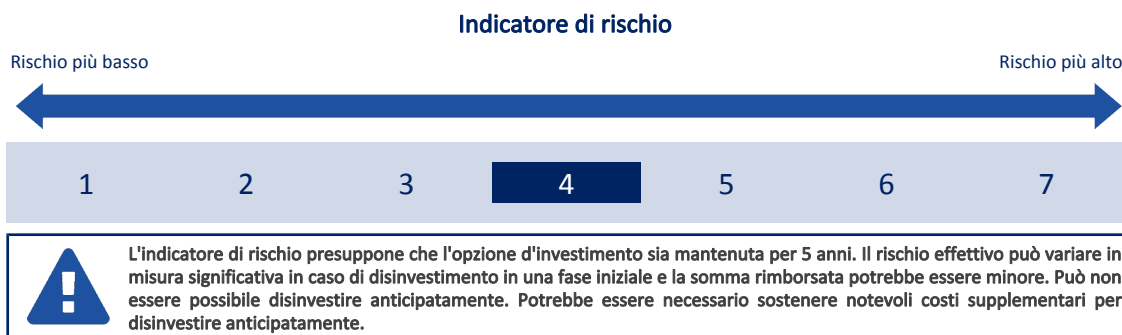 Indicatore di rischio
Rischio più basso
Rischio più alto
1 2 3 4 5 6 7
L'indicatore di rischio presuppone che l'opzione d'investimento sia mantenuta per 5 anni. Il rischio effettivo può variare in
misura significativa in caso di disinvestimento in una fase iniziale e la somma rimborsata potrebbe essere minore. Può non
essere possibile disinvestire anticipatamente. Potrebbe essere necessario sostenere notevoli costi supplementari per
disinvestire anticipatamente.